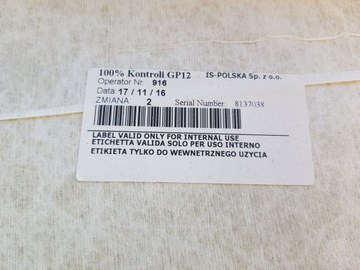 100% Kontroli GP12 IS-POLSKA Sp. z o.o.
Operator Nr 916
Data 17 / 11 / 16
ZMIANA 2 Serial Number: 8137038
LABEL VALID ONLY FOR INTERNAL USE
ETICHETTA VALIDA SOLO PER USO INTERNO
ETIKIETA TYLKO DO WEWNETRZNEGO UZYCIA